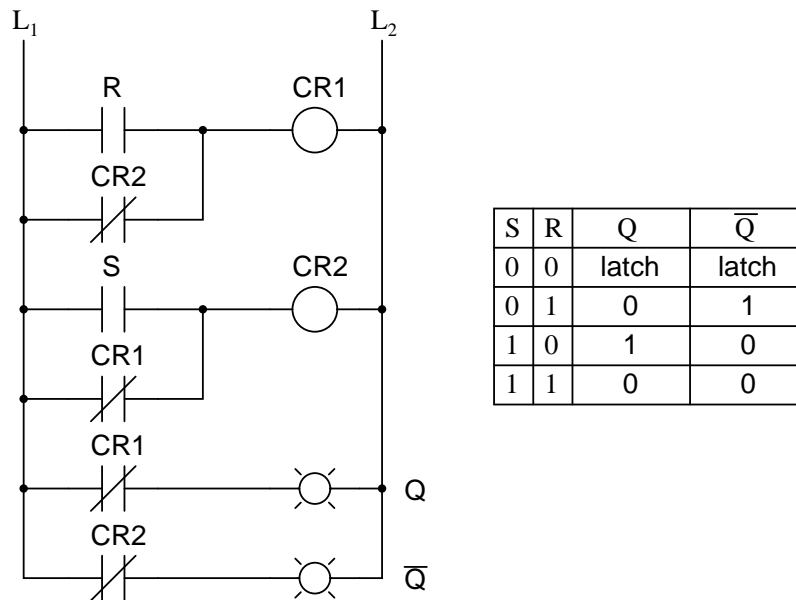 L₁ L₂
R CR1
CR2
S CR2
CR1
CR1
Q
CR2
Q̅
S R Q Q̅
0 0 latch latch
0 1 0 1
1 0 1 0
1 1 0 0